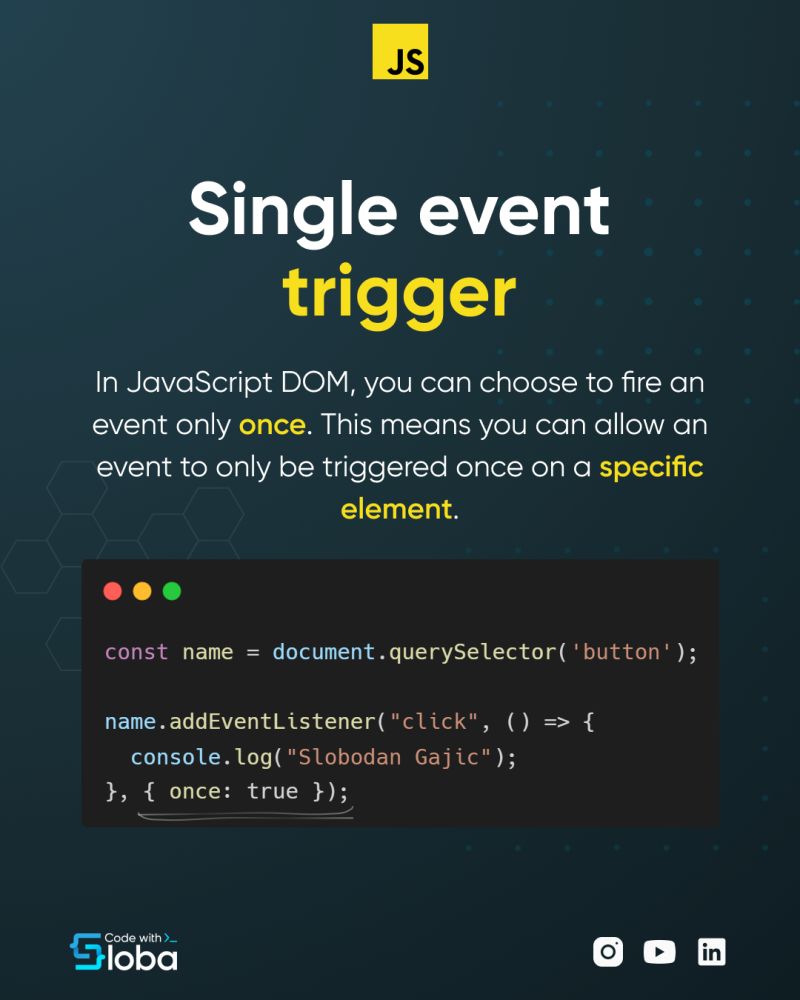 JS
Single event
trigger
In JavaScript DOM, you can choose to fire an
event only once. This means you can allow an
event to only be triggered once on a specific
element.
const name = document.querySelector('button');
name.addEventListener("click", () => {
  console.log("Slobodan Gajic");
}, { once: true });
Code with >_
Sloba
in